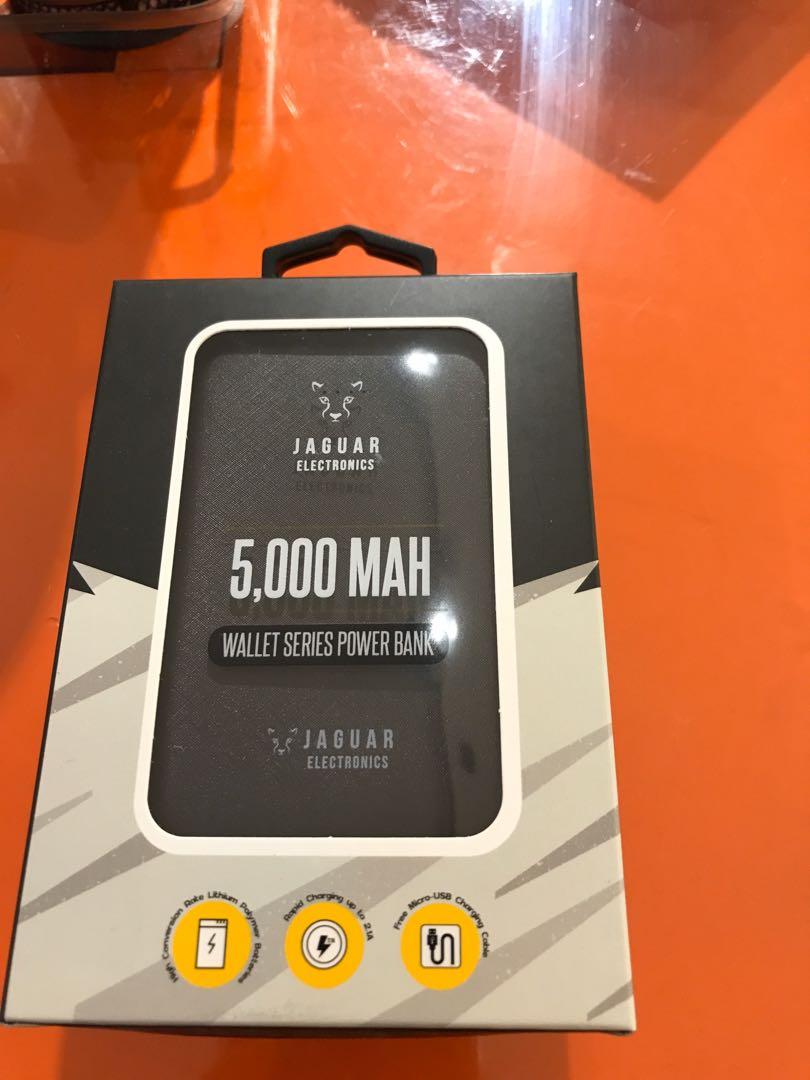 JAGUAR
ELECTRONICS
5,000 MAH
WALLET SERIES POWER BANK
JAGUAR
ELECTRONICS
High Conversion Rate Lithium Polymer Batteries
Rapid Charging up to 2.1A
Free Micro-USB Charging Cable